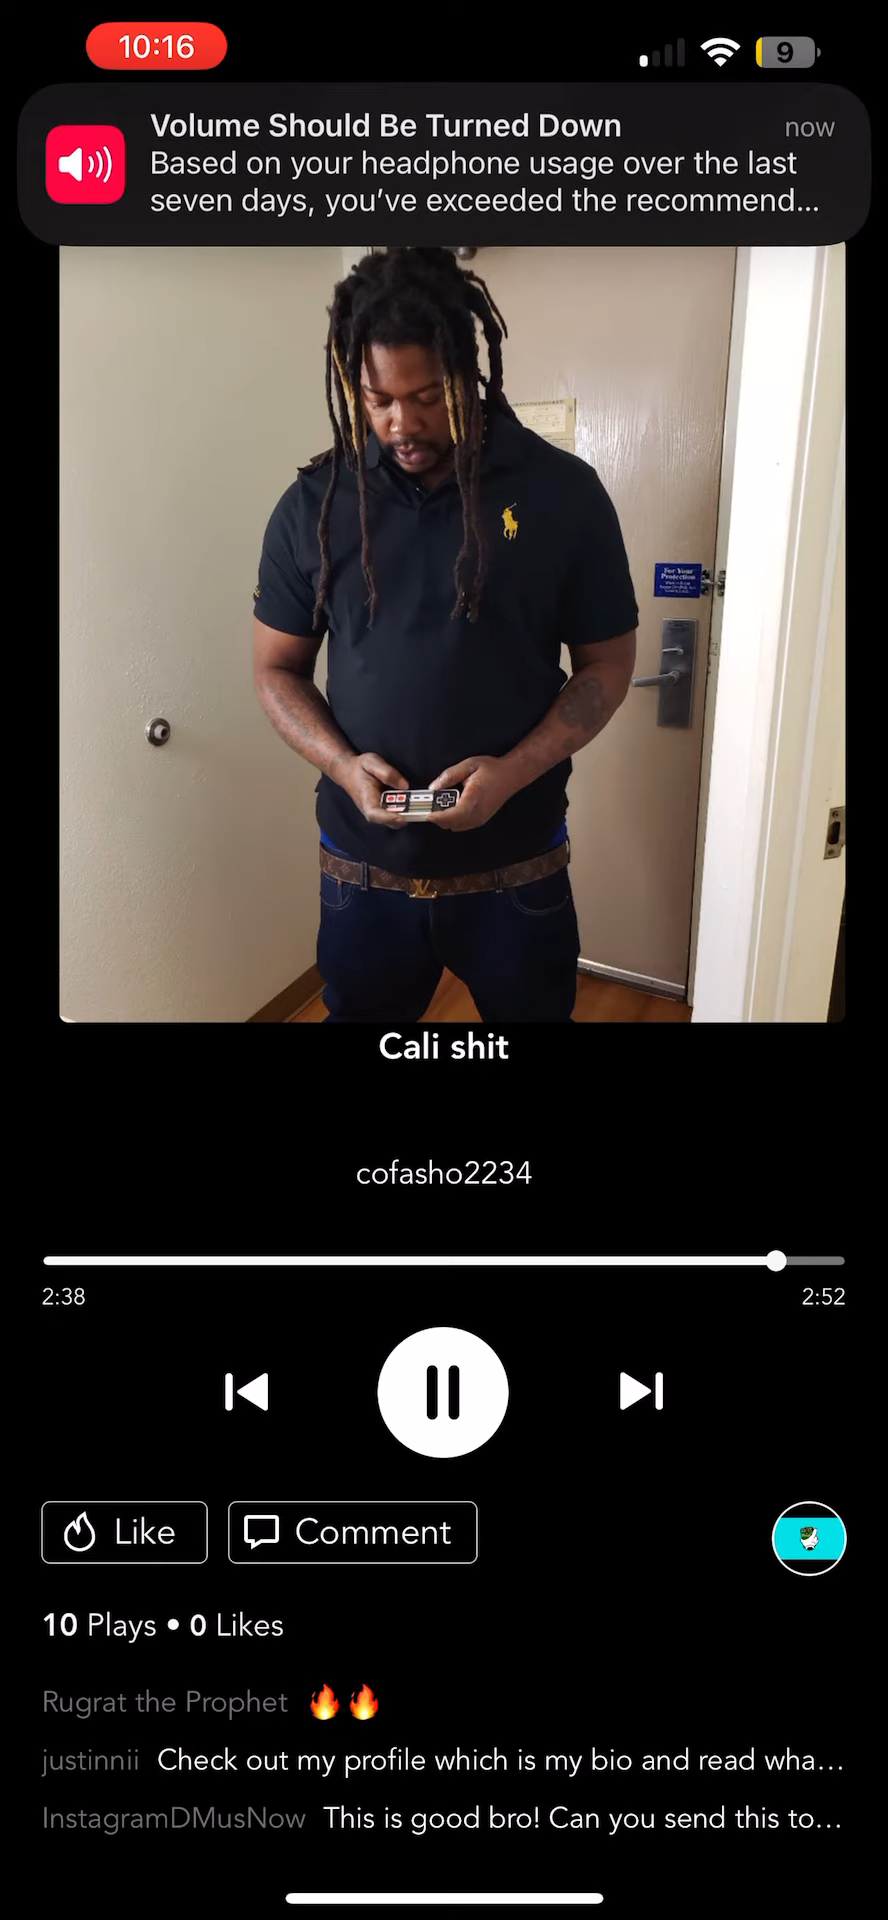 10:16
9
Volume Should Be Turned Down
now
Based on your headphone usage over the last
seven days, you’ve exceeded the recommend...
For Your
Protection
Cali shit
cofasho2234
2:38
2:52
Like
Comment
10 Plays • 0 Likes
Rugrat the Prophet 🔥🔥
justinnii Check out my profile which is my bio and read wha...
InstagramDMusNow This is good bro! Can you send this to...